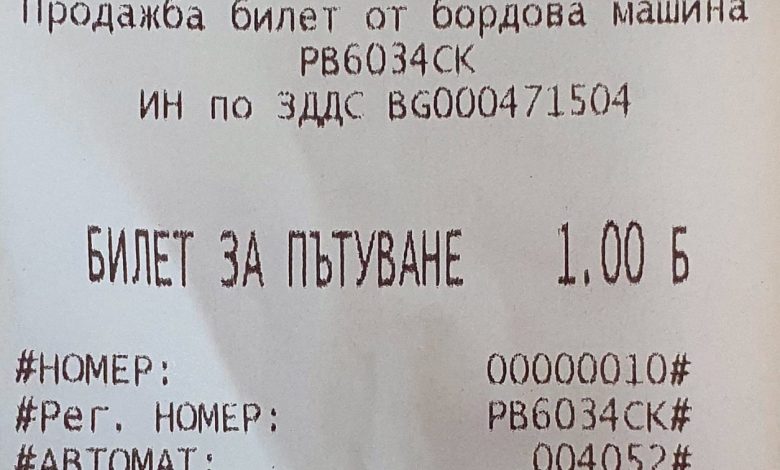 Продажба билет от бордова машина
РВ6034СК
ИН по ЗДДС BG000471504
БИЛЕТ ЗА ПЪТУВАНЕ 1.00 Б
#НОМЕР: 00000010#
#Рег. НОМЕР: РВ6034СК#
#АВТОМАТ: 004052#